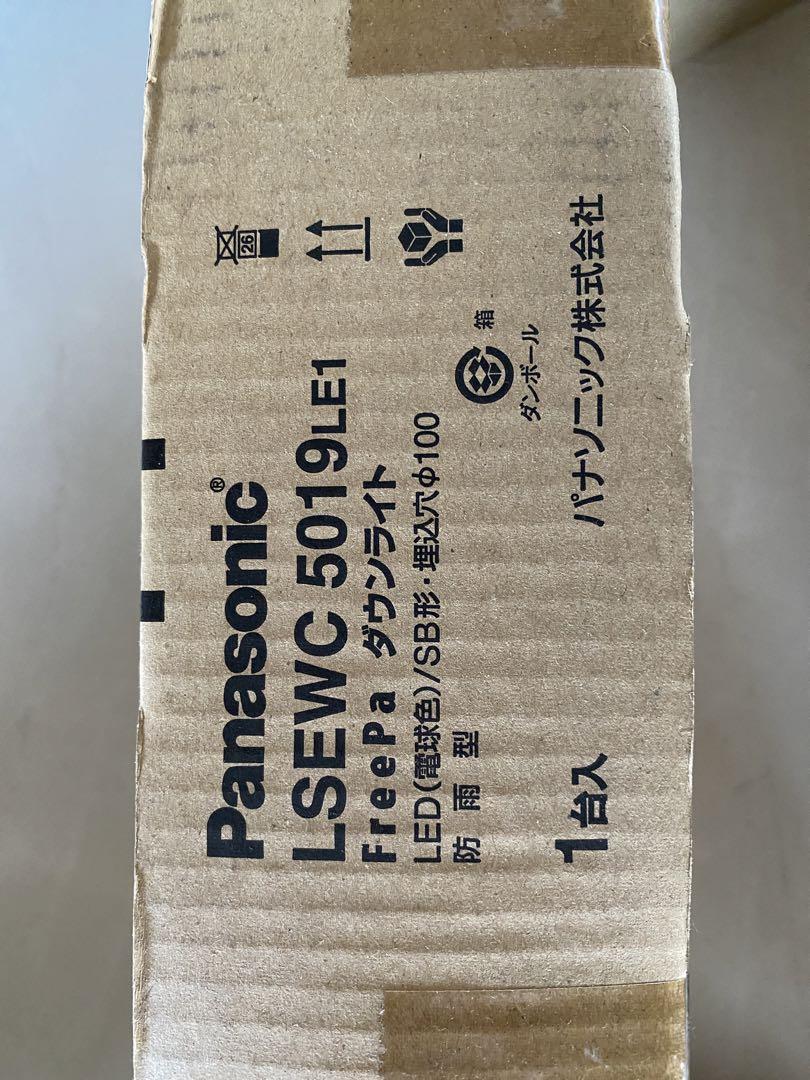 Panasonic®
LSEWC 5019LE1
FreePa ダウンライト
LED(電球色)/SB形・埋込穴φ100
防雨型
26
箱
ダンボール
1台入
パナソニック株式会社